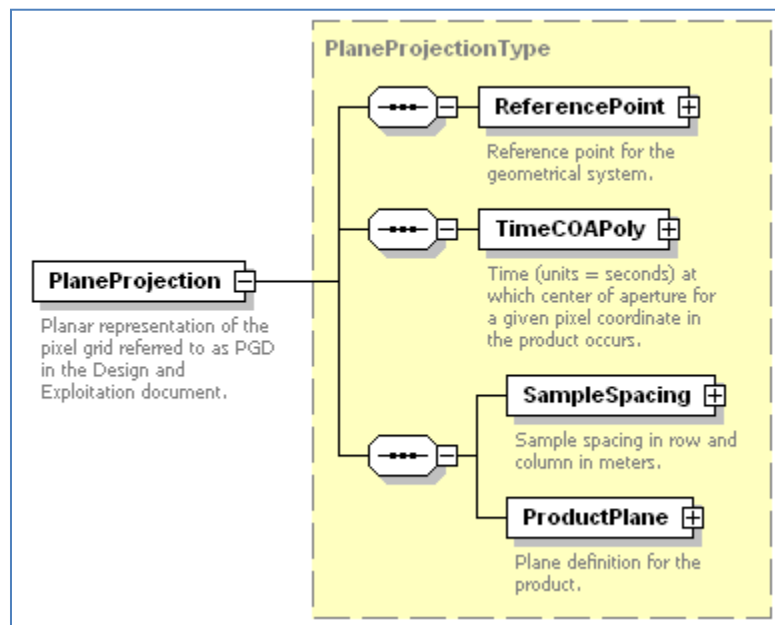 PlaneProjectionType
ReferencePoint
Reference point for the
geometrical system.
TimeCOAPoly
Time (units = seconds) at
which center of aperture for
a given pixel coordinate in
the product occurs.
PlaneProjection
Planar representation of the
pixel grid referred to as PGD
in the Design and
Exploitation document.
SampleSpacing
Sample spacing in row and
column in meters.
ProductPlane
Plane definition for the
product.